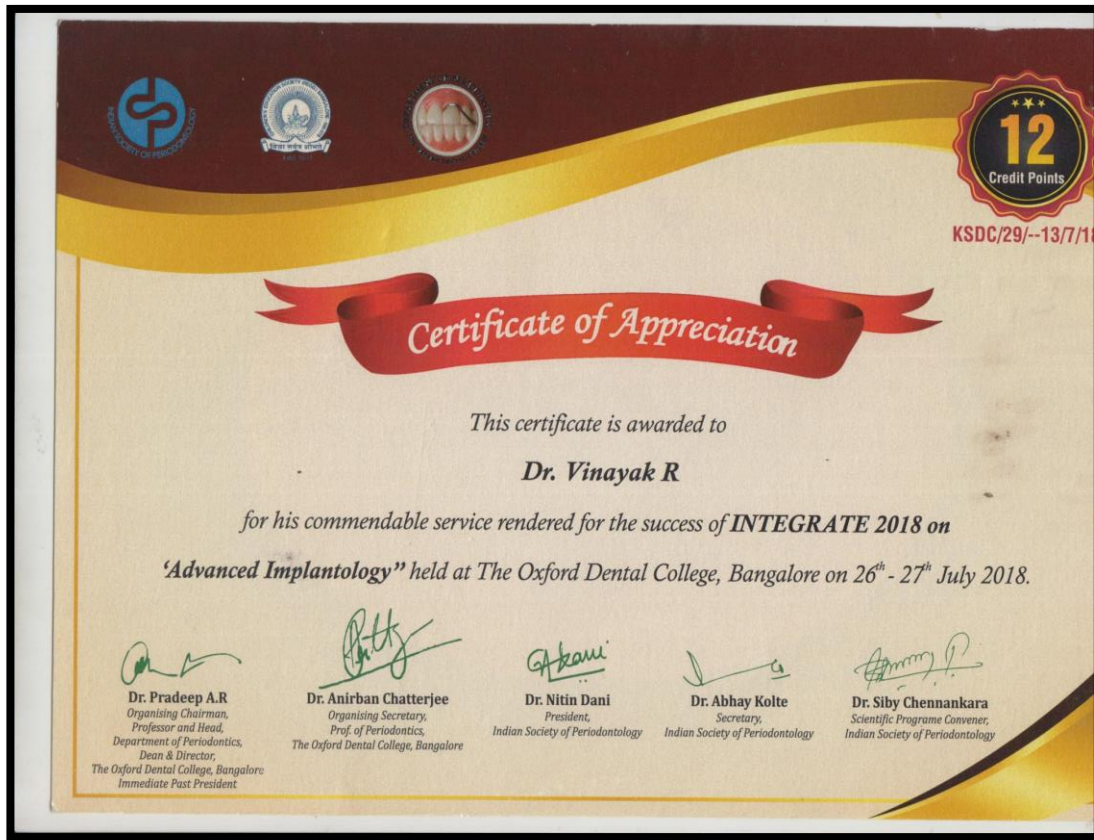 INDIAN SOCIETY OF PERIODONTOLOGY
12
Credit Points
KSDC/29/--13/7/18
Certificate of Appreciation
This certificate is awarded to
Dr. Vinayak R
for his commendable service rendered for the success of INTEGRATE 2018 on
‘Advanced Implantology” held at The Oxford Dental College, Bangalore on 26th - 27th July 2018.
Dr. Pradeep A.R
Organising Chairman,
Professor and Head,
Department of Periodontics,
Dean & Director,
The Oxford Dental College, Bangalore
Immediate Past President
Dr. Anirban Chatterjee
Organising Secretary,
Prof. of Periodontics,
The Oxford Dental College, Bangalore
Dr. Nitin Dani
President,
Indian Society of Periodontology
Dr. Abhay Kolte
Secretary,
Indian Society of Periodontology
Dr. Siby Chennankara
Scientific Programe Convener,
Indian Society of Periodontology